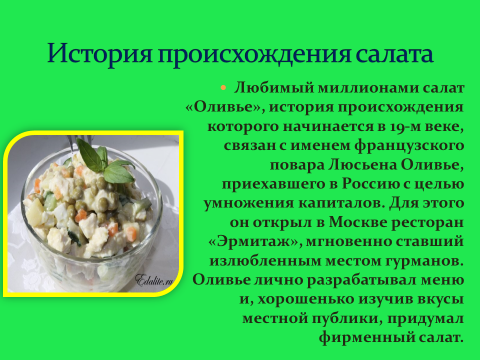 История происхождения салата
Любимый миллионами салат
«Оливье», история происхождения
которого начинается в 19-м веке,
связан с именем французского
повара Люсьена Оливье,
приехавшего в Россию с целью
умножения капиталов. Для этого
он открыл в Москве ресторан
«Эрмитаж», мгновенно ставший
излюбленным местом гурманов.
Оливье лично разрабатывал меню
и, хорошенько изучив вкусы
местной публики, придумал
фирменный салат.
Edalite.ru